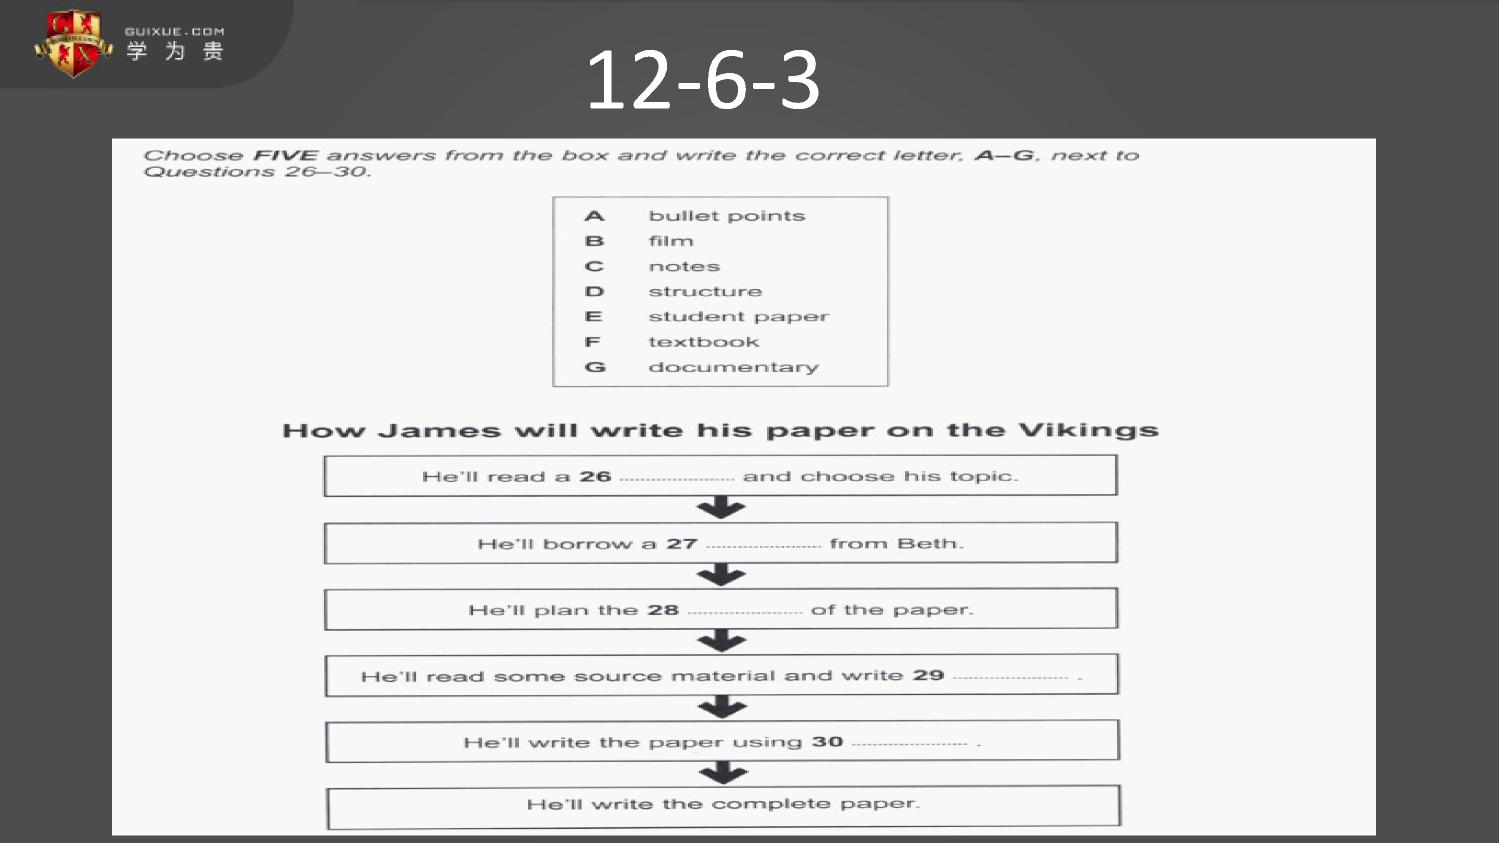 GUIXUE.COM
学为贵
12-6-3
Choose FIVE answers from the box and write the correct letter, A–G, next to
Questions 26–30.
A bullet points
B film
C notes
D structure
E student paper
F textbook
G documentary
How James will write his paper on the Vikings
He'll read a 26 .................... and choose his topic.
He'll borrow a 27 .................... from Beth.
He'll plan the 28 .................... of the paper.
He'll read some source material and write 29 .................... .
He'll write the paper using 30 .................... .
He'll write the complete paper.